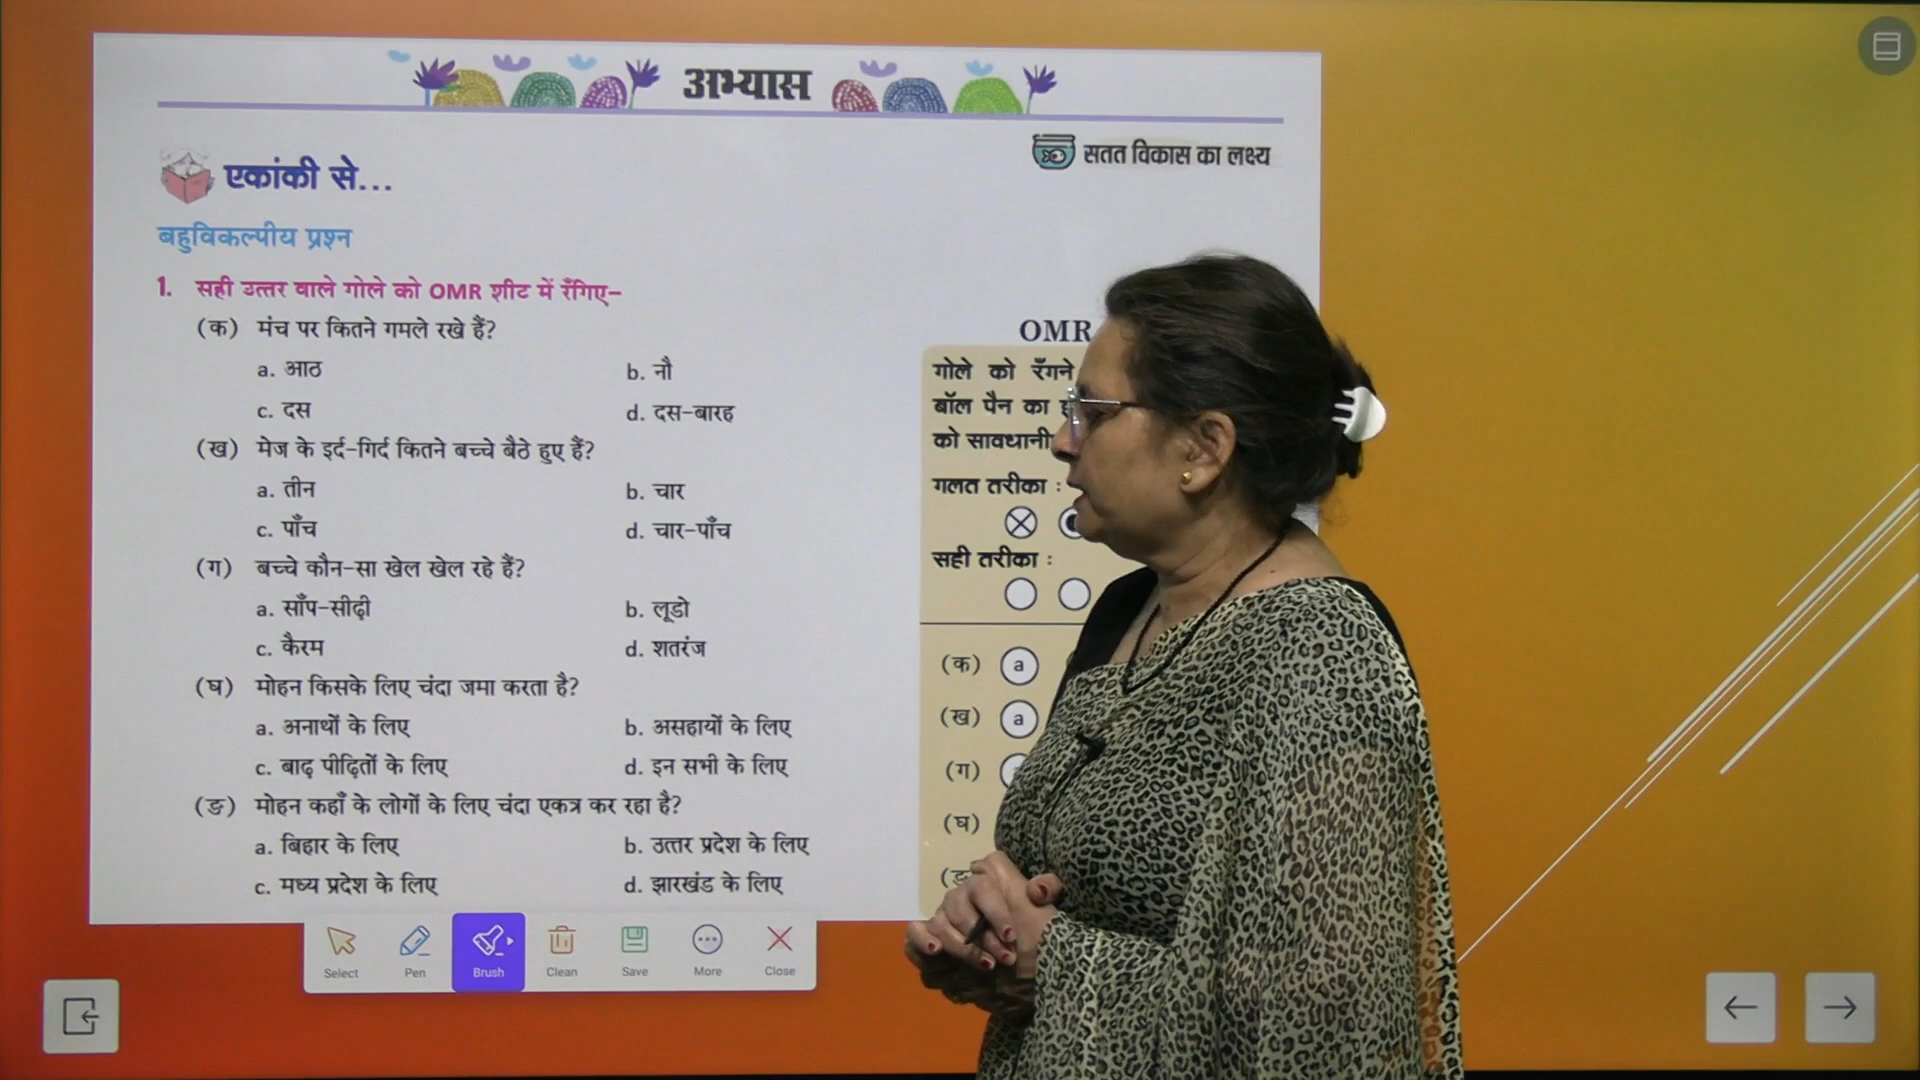 अभ्यास
सतत विकास का लक्ष्य
एकांकी से...
बहुविकल्पीय प्रश्न
1. सही उत्तर वाले गोले को OMR शीट में रँगिए–
(क) मंच पर कितने गमले रखे हैं?
a. आठ b. नौ
c. दस d. दस-बारह
(ख) मेज के इर्द-गिर्द कितने बच्चे बैठे हुए हैं?
a. तीन b. चार
c. पाँच d. चार-पाँच
(ग) बच्चे कौन-सा खेल खेल रहे हैं?
a. साँप-सीढ़ी b. लूडो
c. कैरम d. शतरंज
(घ) मोहन किसके लिए चंदा जमा करता है?
a. अनाथों के लिए b. असहायों के लिए
c. बाढ़ पीढ़ितों के लिए d. इन सभी के लिए
(ङ) मोहन कहाँ के लोगों के लिए चंदा एकत्र कर रहा है?
a. बिहार के लिए b. उत्तर प्रदेश के लिए
c. मध्य प्रदेश के लिए d. झारखंड के लिए
OMR
गोले को रँगने
बॉल पैन का
को सावधानी
गलत तरीका :
सही तरीका :
(क) a
(ख) a
(ग)
(घ)
Select Pen Brush Clean Save More Close